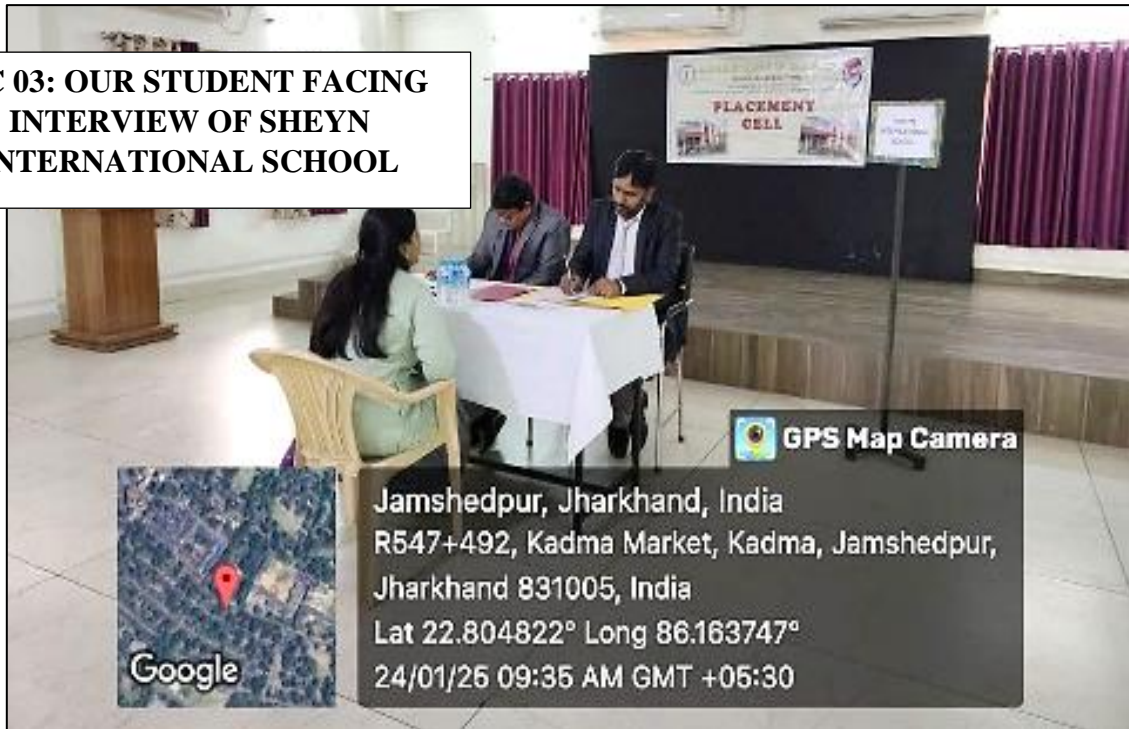 C 03: OUR STUDENT FACING
INTERVIEW OF SHEYN
INTERNATIONAL SCHOOL
PLACEMENT
CELL
GPS Map Camera
Jamshedpur, Jharkhand, India
R547+492, Kadma Market, Kadma, Jamshedpur,
Jharkhand 831005, India
Lat 22.804822° Long 86.163747°
24/01/25 09:35 AM GMT +05:30
Google